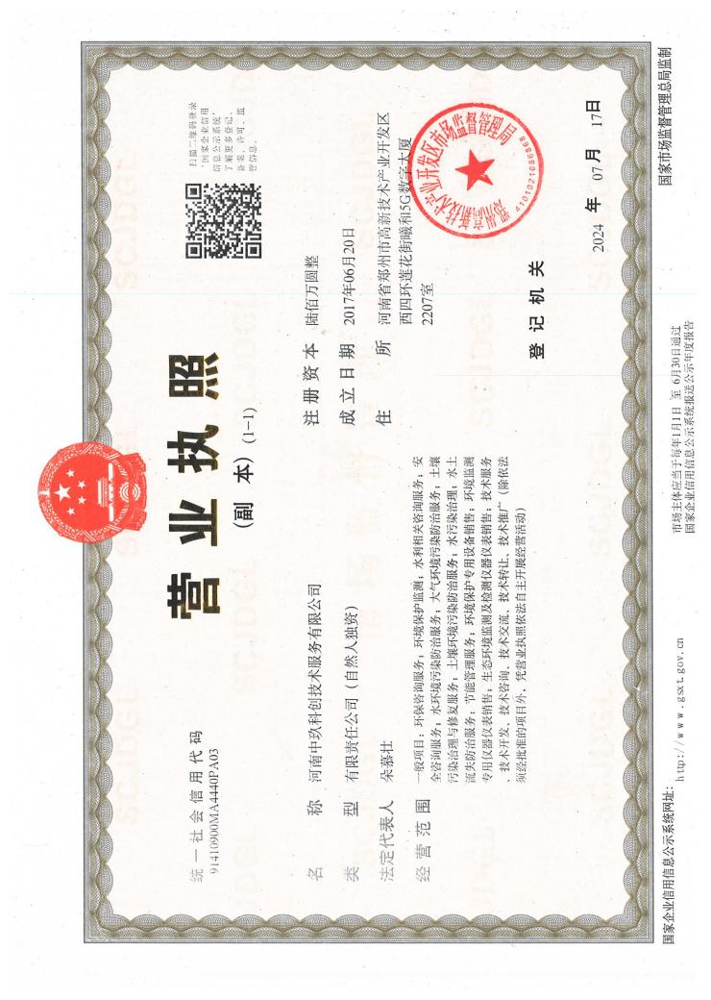 统一社会信用代码
91410900MA4440PA03
营业执照
(副 本) (1-1)
扫描二维码登录
‘国家企业信用
信息公示系统’
了解更多登记、
备案、许可、监
管信息。
名 称 河南中玖科创技术服务有限公司
类 型 有限责任公司(自然人独资)
法定代表人 朵慕壮
经营范围 一般项目：环保咨询服务；环境保护监测；水利相关咨询服务；安
全咨询服务；水环境污染防治服务；大气环境污染防治服务；土壤
污染治理与修复服务；土壤环境污染防治服务；水污染治理；水土
流失防治服务；节能管理服务；环境保护专用设备销售；环境监测
专用仪器仪表销售；生态环境监测及检测仪器仪表销售；技术服务
、技术开发、技术咨询、技术交流、技术转让、技术推广（除依法
须经批准的项目外，凭营业执照依法自主开展经营活动）
注册资本 陆佰万圆整
成立日期 2017年06月20日
住 所 河南省郑州市高新技术产业开发区
西四环莲花街曦和5G数字大厦
2207室
登记机关
郑州高新技术产业开发区市场监督管理局
4101021686868
2024 年 07 月 17日
国家企业信用信息公示系统网址：
http://www.gsxt.gov.cn
市场主体应当于每年1月1日 至 6月30日通过
国家企业信用信息公示系统报送公示年度报告
国家市场监督管理总局监制